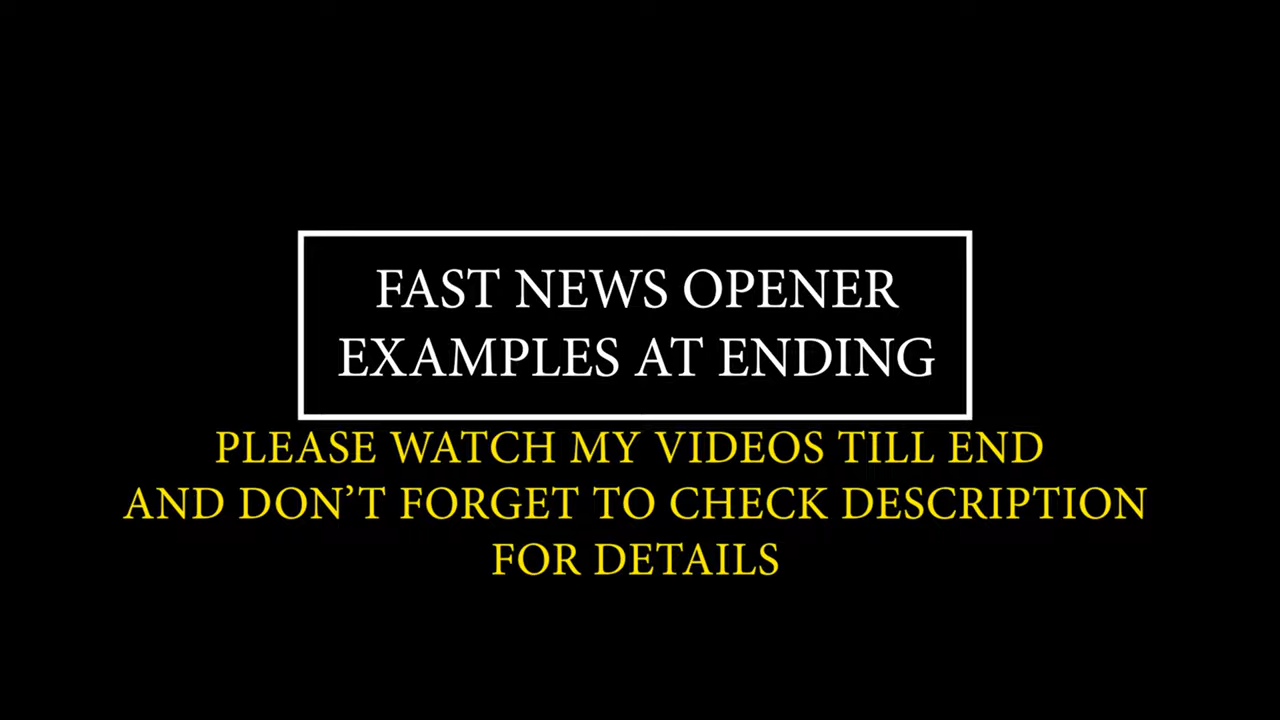 FAST NEWS OPENER
EXAMPLES AT ENDING
PLEASE WATCH MY VIDEOS TILL END
AND DON’T FORGET TO CHECK DESCRIPTION
FOR DETAILS